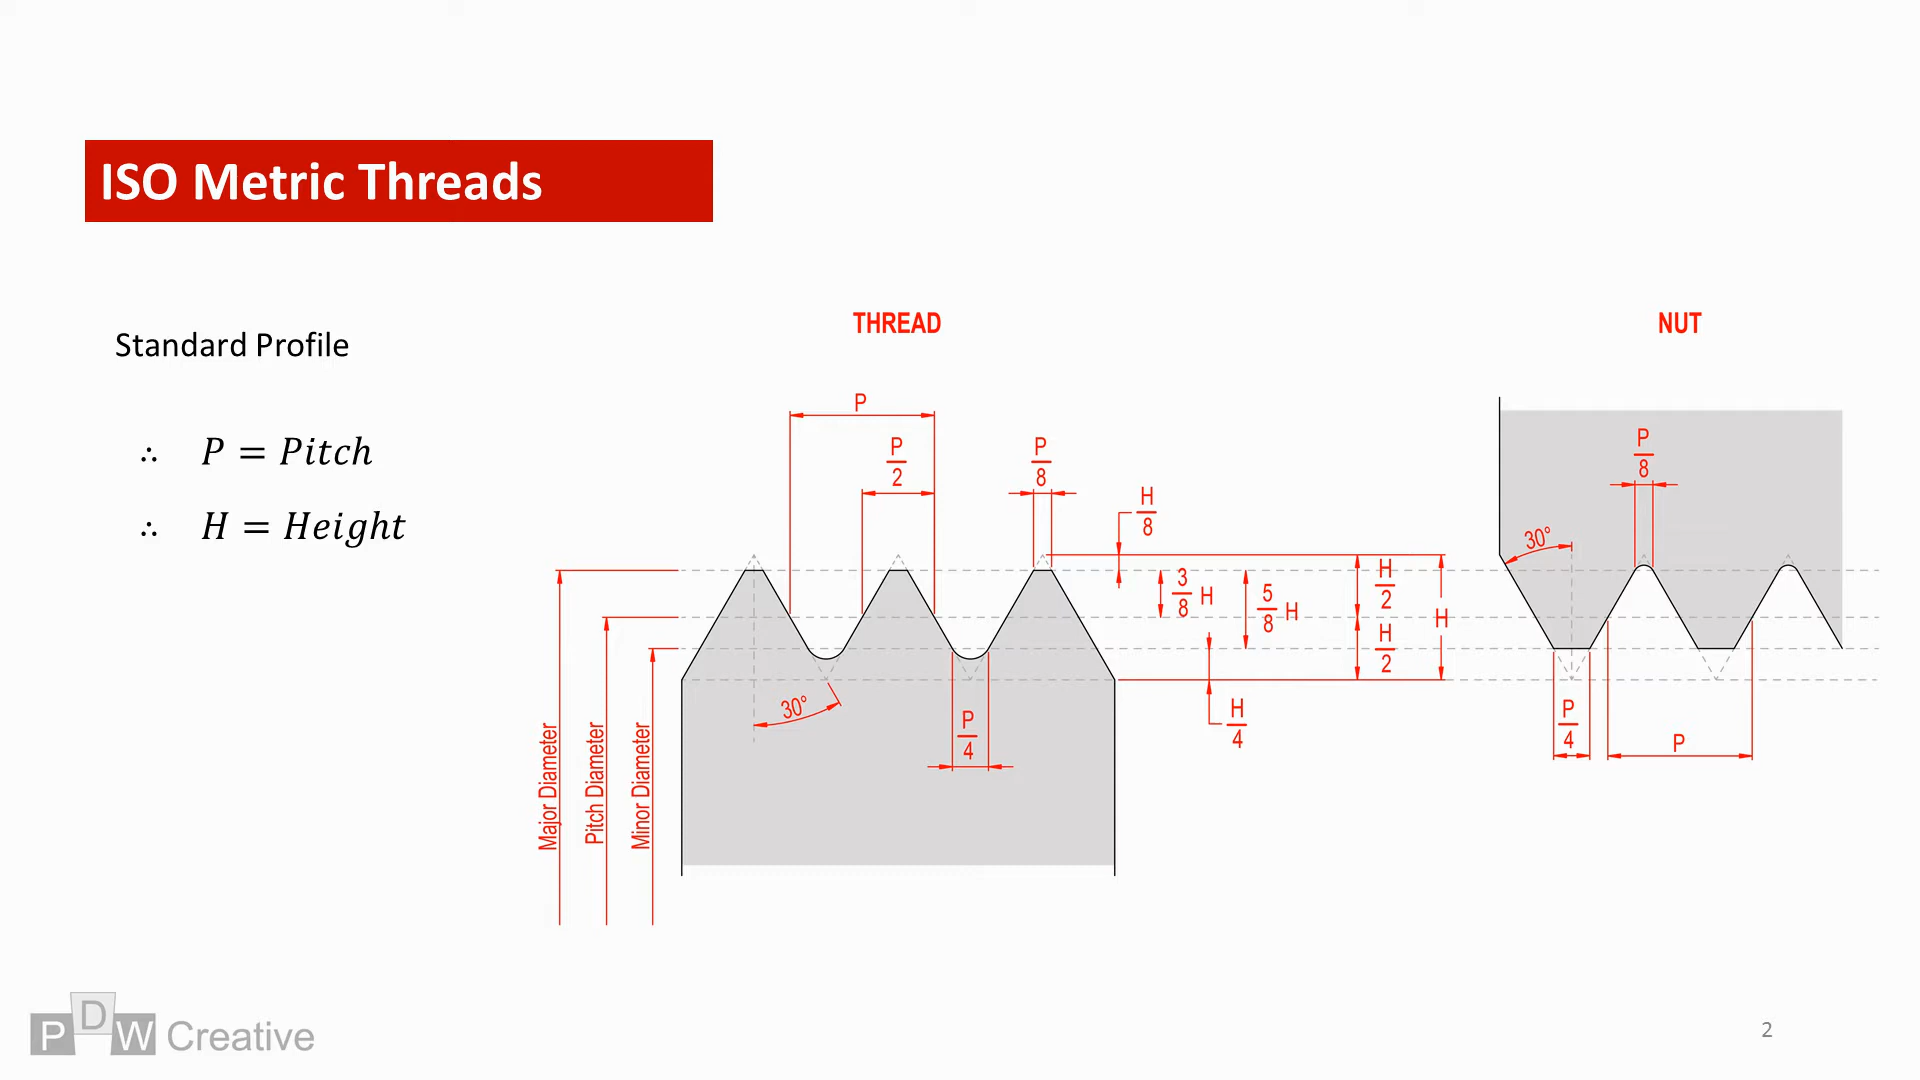 ISO Metric Threads
Standard Profile
∴ P = Pitch
∴ H = Height
THREAD
NUT
P
P/2
P/8
H/8
3/8 H
5/8 H
H/2
H/2
H
H/4
30°
P/4
Major Diameter
Pitch Diameter
Minor Diameter
P/8
30°
P/4
P
PDW Creative
2